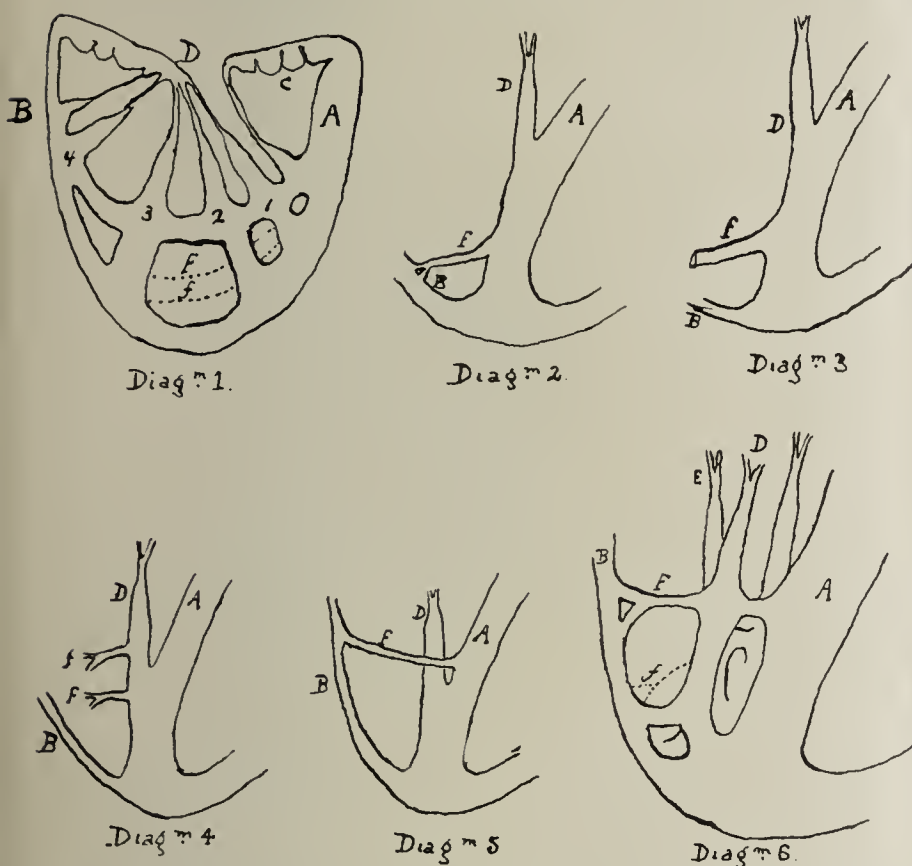 D
B
C
A
4
3
2
1
F
f
Diagᵐ. 1.
D
A
F
B
Diagᵐ. 2.
D
A
f
B
Diagᵐ. 3
D
A
f
F
B
Diagᵐ. 4
D
A
F
B
Diagᵐ. 5
D
E
B
F
A
f
Diagᵐ. 6.